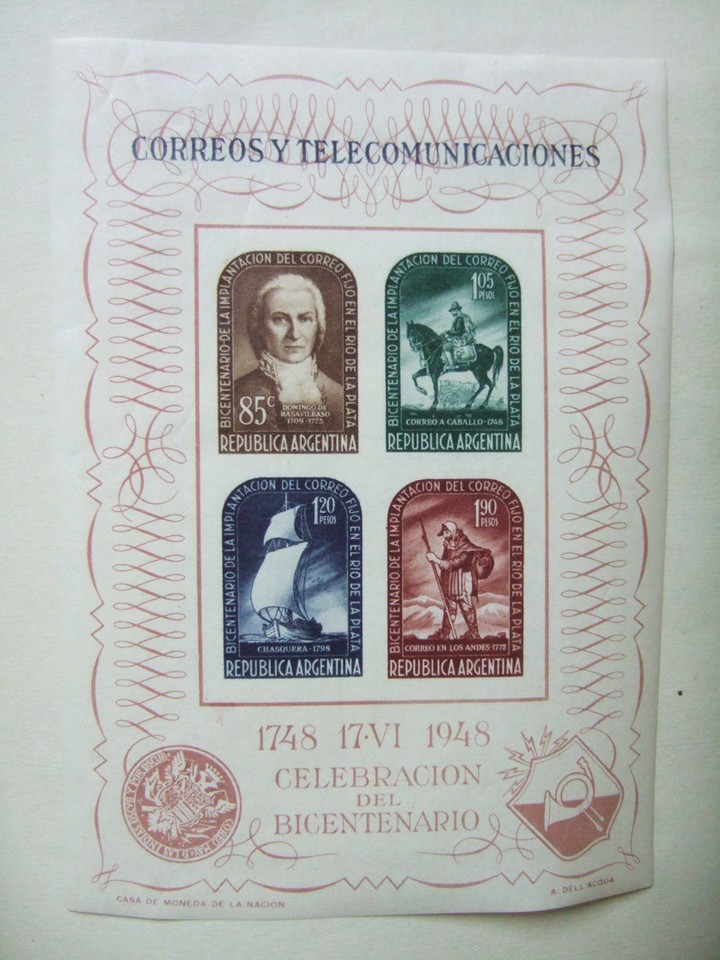 CORREOS Y TELECOMUNICACIONES
BICENTENARIO DE LA IMPLANTACION DEL CORREO FIJO EN EL RIO DE LA PLATA
85c
DOMINGO DE
BASAVILBASO
1709-1775
REPUBLICA ARGENTINA
BICENTENARIO DE LA IMPLANTACION DEL CORREO FIJO EN EL RIO DE LA PLATA
1.05
PESOS
CORREO A CABALLO-1748
REPUBLICA ARGENTINA
BICENTENARIO DE LA IMPLANTACION DEL CORREO FIJO EN EL RIO DE LA PLATA
1.20
PESOS
CHASQUERA-1798
REPUBLICA ARGENTINA
BICENTENARIO DE LA IMPLANTACION DEL CORREO FIJO EN EL RIO DE LA PLATA
1.90
PESOS
CORREO EN LOS ANDES-1772
REPUBLICA ARGENTINA
1748 17·VI 1948
CELEBRACION
DEL
BICENTENARIO
CASA DE MONEDA DE LA NACION
A. DELL'ACQUA